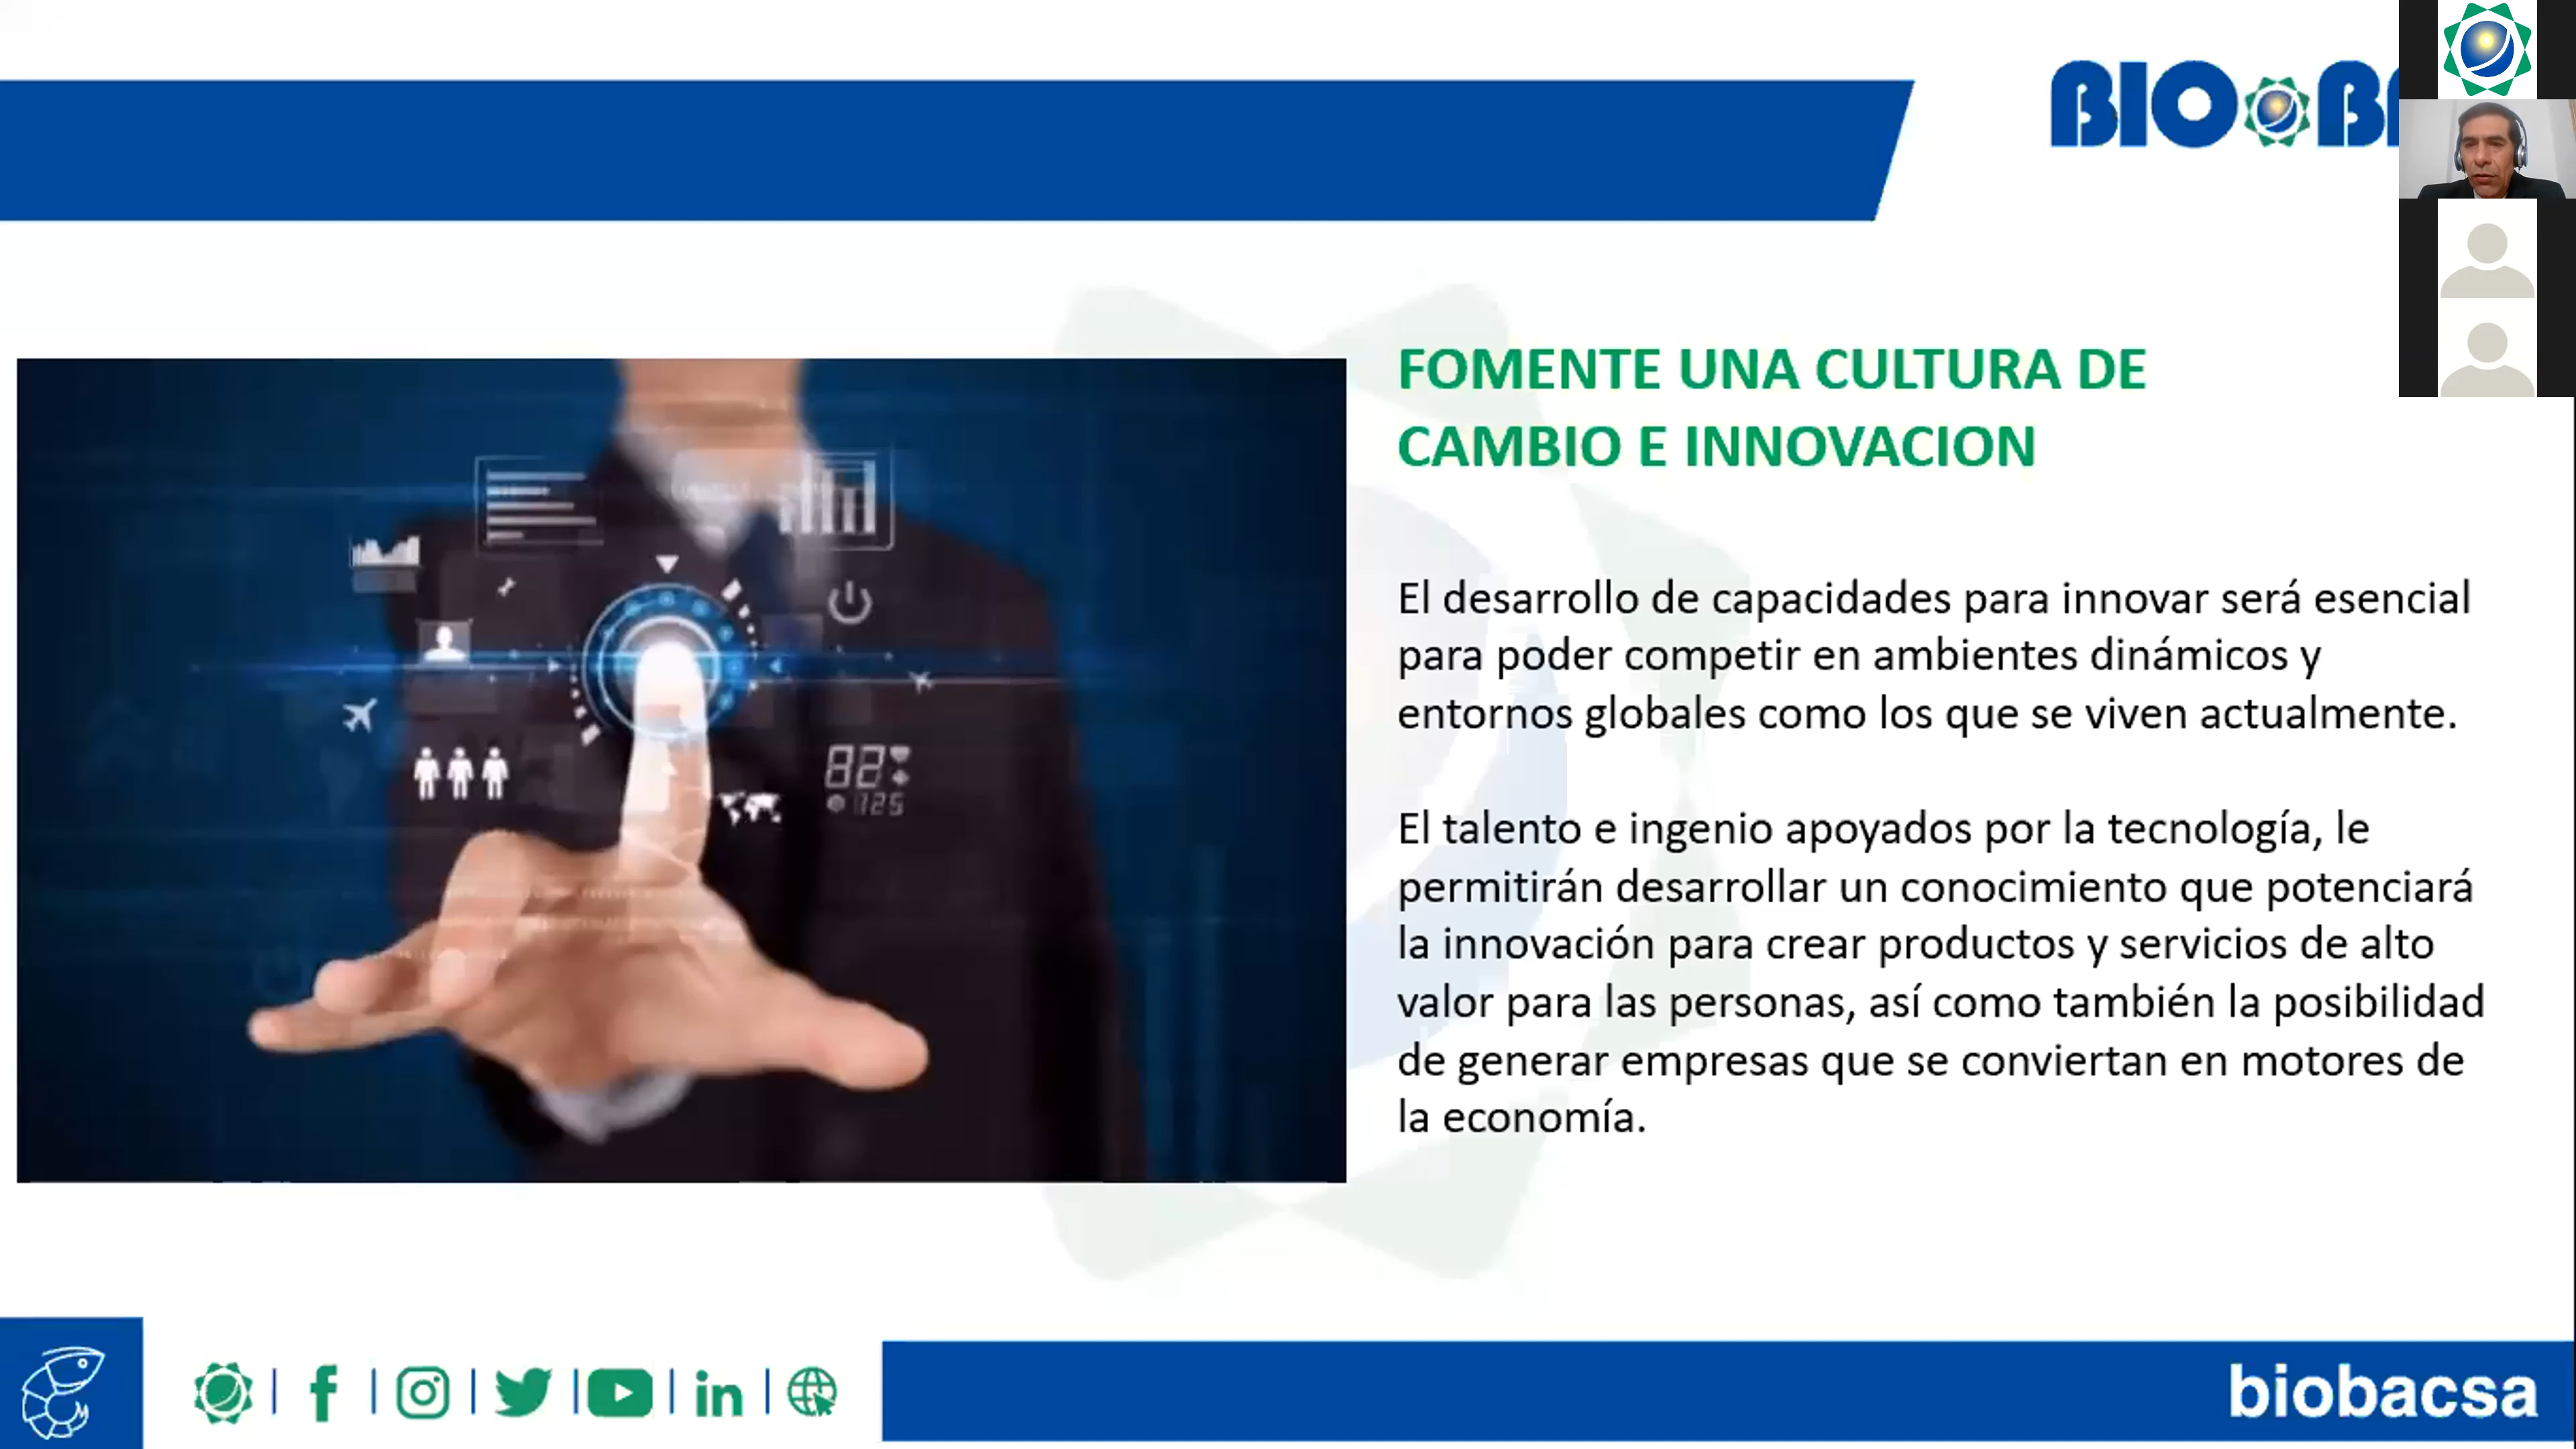 BIO
FOMENTE UNA CULTURA DE
CAMBIO E INNOVACION
El desarrollo de capacidades para innovar será esencial
para poder competir en ambientes dinámicos y
entornos globales como los que se viven actualmente.
El talento e ingenio apoyados por la tecnología, le
permitirán desarrollar un conocimiento que potenciará
la innovación para crear productos y servicios de alto
valor para las personas, así como también la posibilidad
de generar empresas que se conviertan en motores de
la economía.
82
125
biobacsa